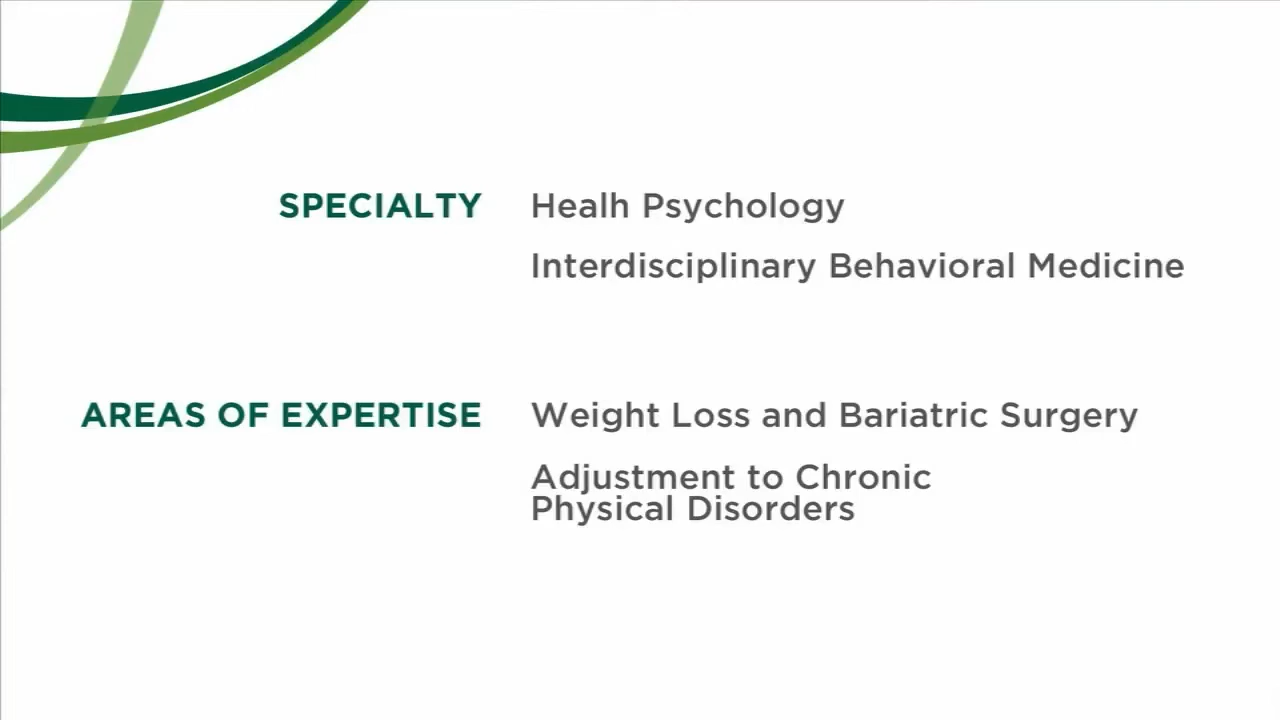 SPECIALTY Healh Psychology
Interdisciplinary Behavioral Medicine
AREAS OF EXPERTISE Weight Loss and Bariatric Surgery
Adjustment to Chronic
Physical Disorders